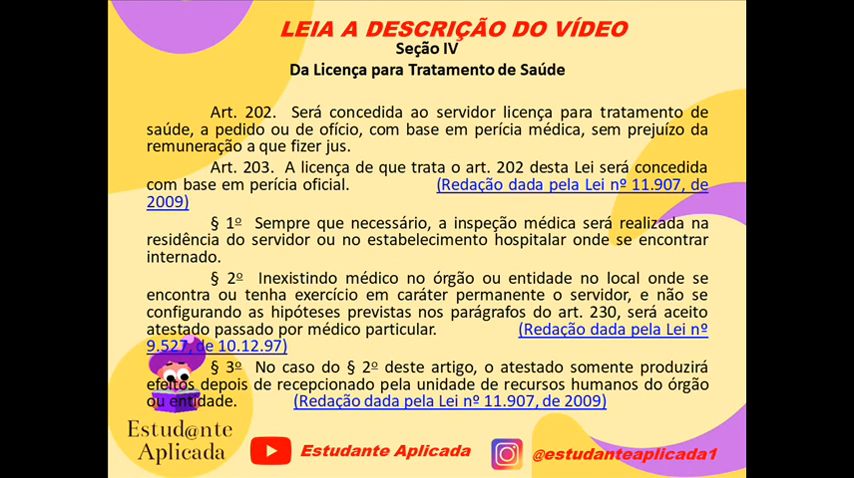 LEIA A DESCRIÇÃO DO VÍDEO
Seção IV
Da Licença para Tratamento de Saúde
Art. 202. Será concedida ao servidor licença para tratamento de
saúde, a pedido ou de ofício, com base em perícia médica, sem prejuízo da
remuneração a que fizer jus.
Art. 203. A licença de que trata o art. 202 desta Lei será concedida
com base em perícia oficial. (Redação dada pela Lei nº 11.907, de
2009)
§ 1º Sempre que necessário, a inspeção médica será realizada na
residência do servidor ou no estabelecimento hospitalar onde se encontrar
internado.
§ 2º Inexistindo médico no órgão ou entidade no local onde se
encontra ou tenha exercício em caráter permanente o servidor, e não se
configurando as hipóteses previstas nos parágrafos do art. 230, será aceito
atestado passado por médico particular. (Redação dada pela Lei nº
9.527, de 10.12.97)
§ 3º No caso do § 2º deste artigo, o atestado somente produzirá
efeitos depois de recepcionado pela unidade de recursos humanos do órgão
ou entidade. (Redação dada pela Lei nº 11.907, de 2009)
Estud@nte
Aplicada
Estudante Aplicada
@estudanteaplicada1